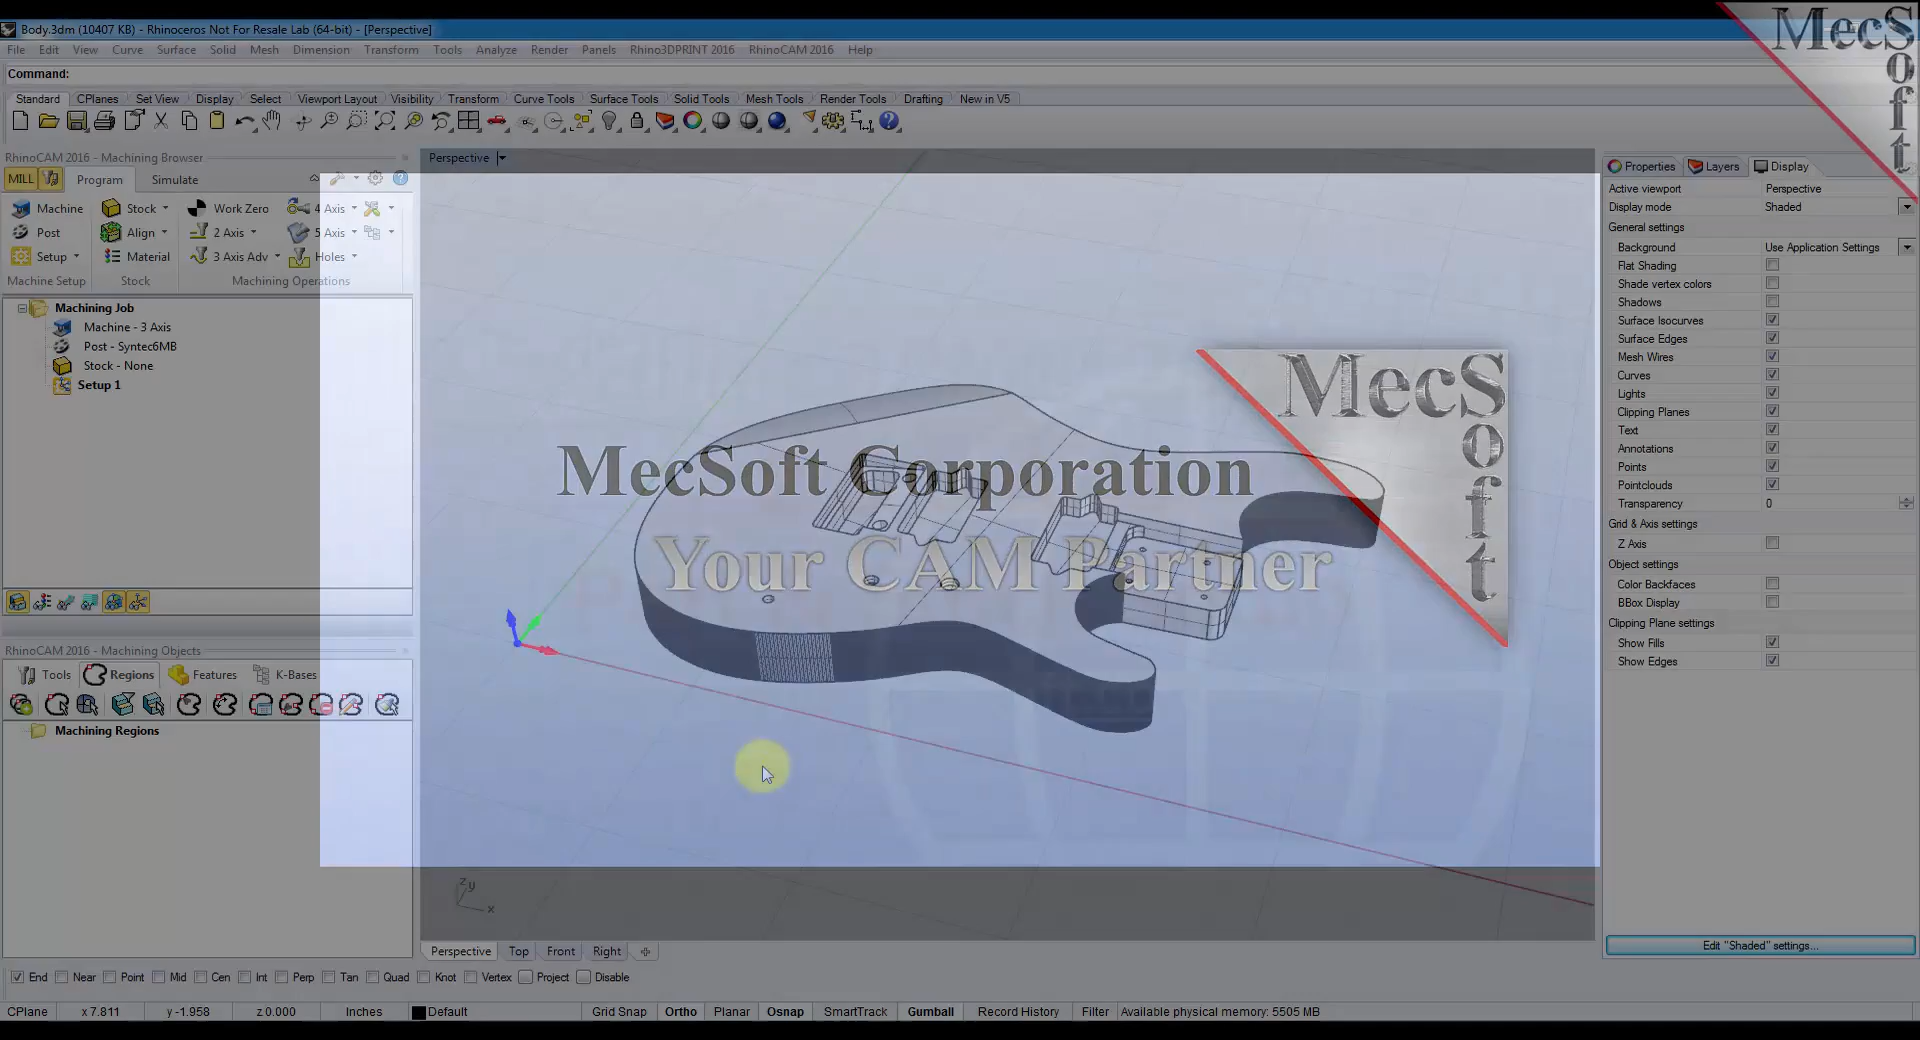 Body.3dm (10407 KB) - Rhinoceros Not For Resale Lab (64-bit) - [Perspective]
File Edit View Curve Surface Solid Mesh Dimension Transform Tools Analyze Render Panels Rhino3DPRINT 2016 RhinoCAM 2016 Help
Command:
Standard CPlanes Set View Display Select Viewport Layout Visibility Transform Curve Tools Surface Tools Solid Tools Mesh Tools Render Tools Drafting New in V5
MecSoft
RhinoCAM 2016 - Machining Browser
MILL Program Simulate
Machine Stock Work Zero 4 Axis
Post Align 2 Axis 5 Axis
Setup Material 3 Axis Adv Holes
Machine Setup Stock Machining Operations
Machining Job
Machine - 3 Axis
Post - Syntec6MB
Stock - None
Setup 1
RhinoCAM 2016 - Machining Objects
Tools Regions Features K-Bases
Machining Regions
Perspective
MecSoft Corporation
Your CAM Partner
MecSoft
z y
x
Properties Layers Display
Active viewport Perspective
Display mode Shaded
General settings
Background Use Application Settings
Flat Shading
Shade vertex colors
Shadows
Surface Isocurves
Surface Edges
Mesh Wires
Curves
Lights
Clipping Planes
Text
Annotations
Points
Pointclouds
Transparency 0
Grid & Axis settings
Z Axis
Object settings
Color Backfaces
BBox Display
Clipping Plane settings
Show Fills
Show Edges
Edit "Shaded" settings...
Perspective Top Front Right
End Near Point Mid Cen Int Perp Tan Quad Knot Vertex Project Disable
CPlane x 7.811 y -1.958 z 0.000 Inches Default Grid Snap Ortho Planar Osnap SmartTrack Gumball Record History Filter Available physical memory: 5505 MB